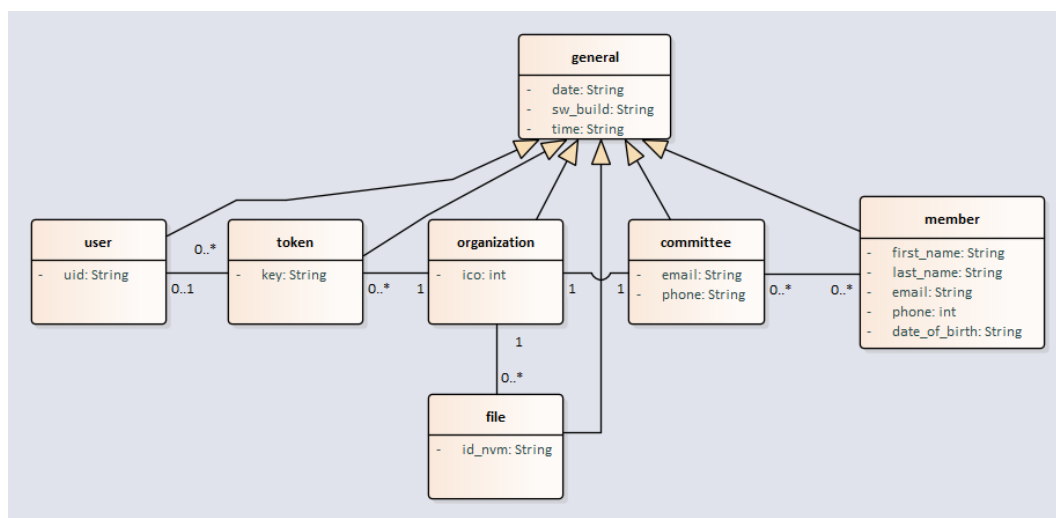 general
- date: String
- sw_build: String
- time: String
user
- uid: String
0..*
0..1
token
- key: String
0..* 1
organization
- ico: int
1 1
committee
- email: String
- phone: String
0..* 0..*
member
- first_name: String
- last_name: String
- email: String
- phone: int
- date_of_birth: String
1
0..*
file
- id_nvm: String